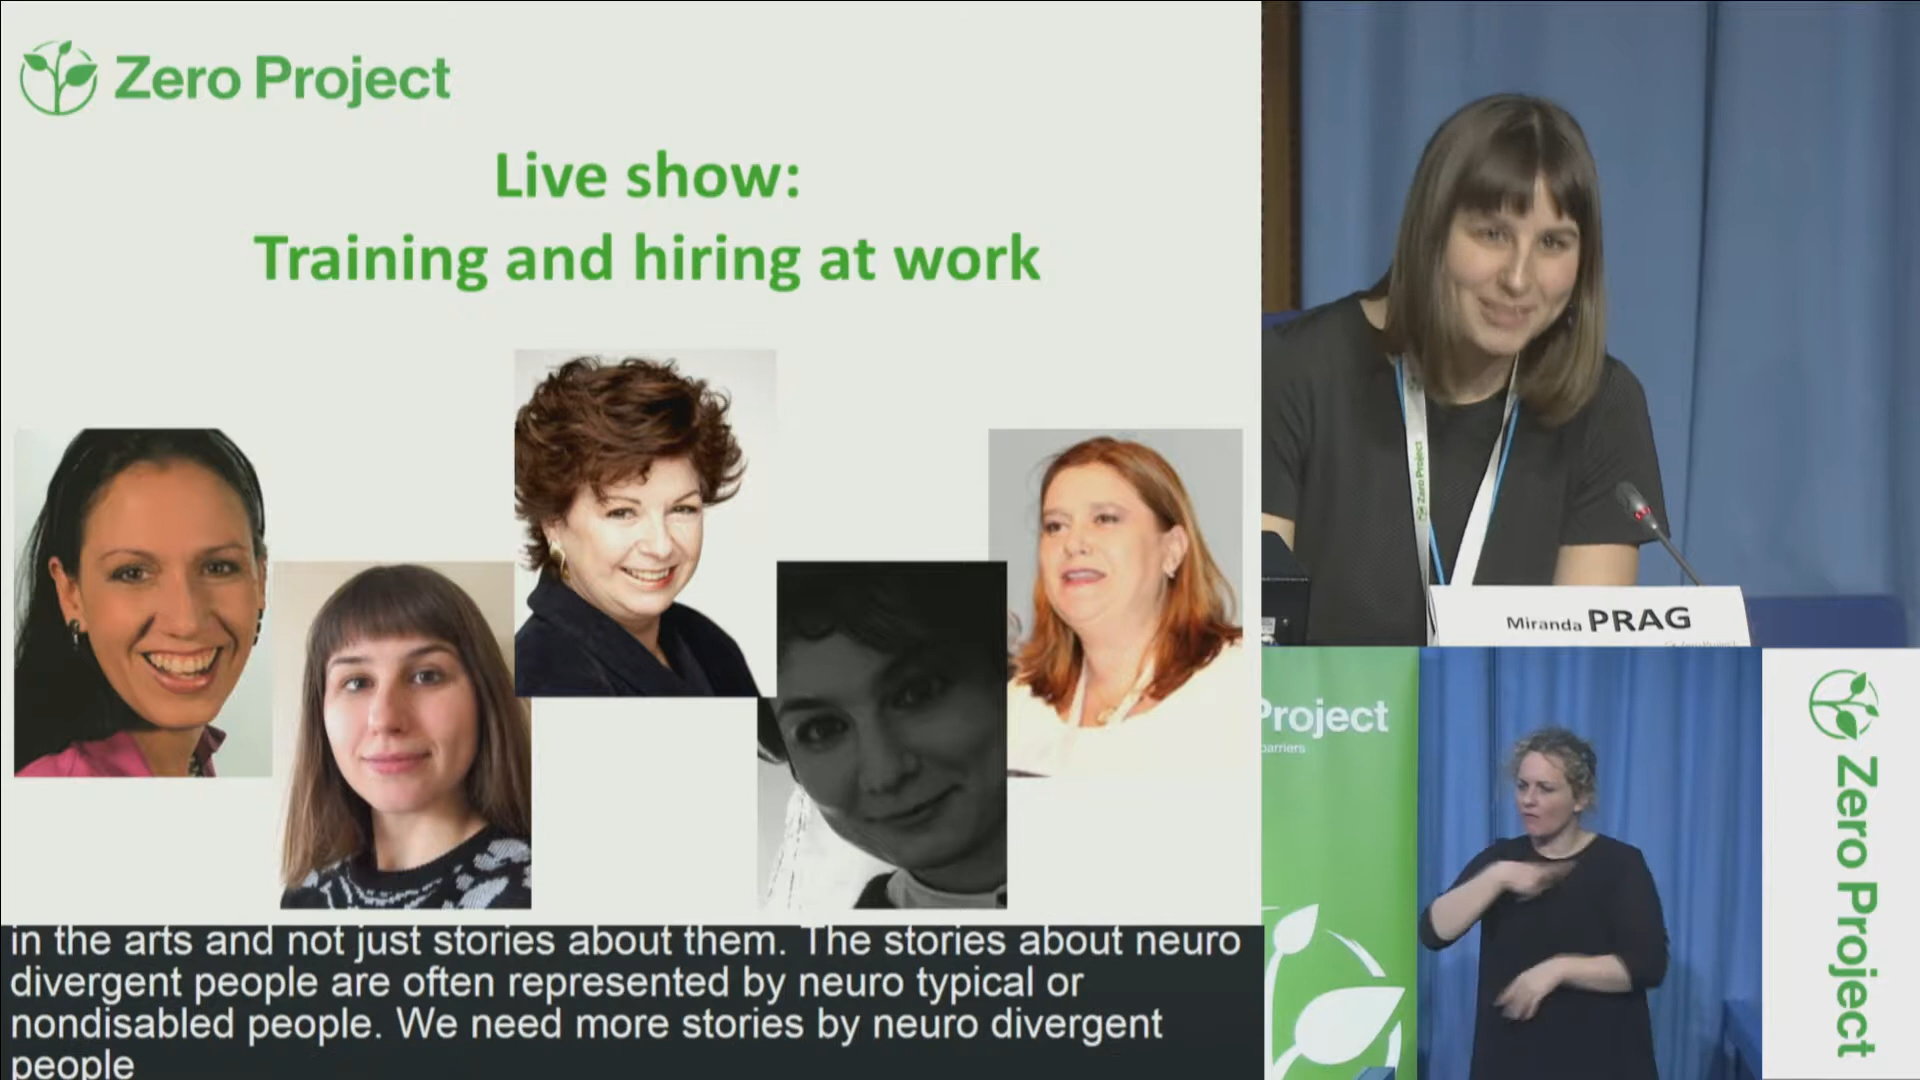 Zero Project
Live show:
Training and hiring at work
in the arts and not just stories about them. The stories about neuro
divergent people are often represented by neuro typical or
nondisabled people. We need more stories by neuro divergent
people
Zero Project
Miranda PRAG
Project
barriers
Zero Project